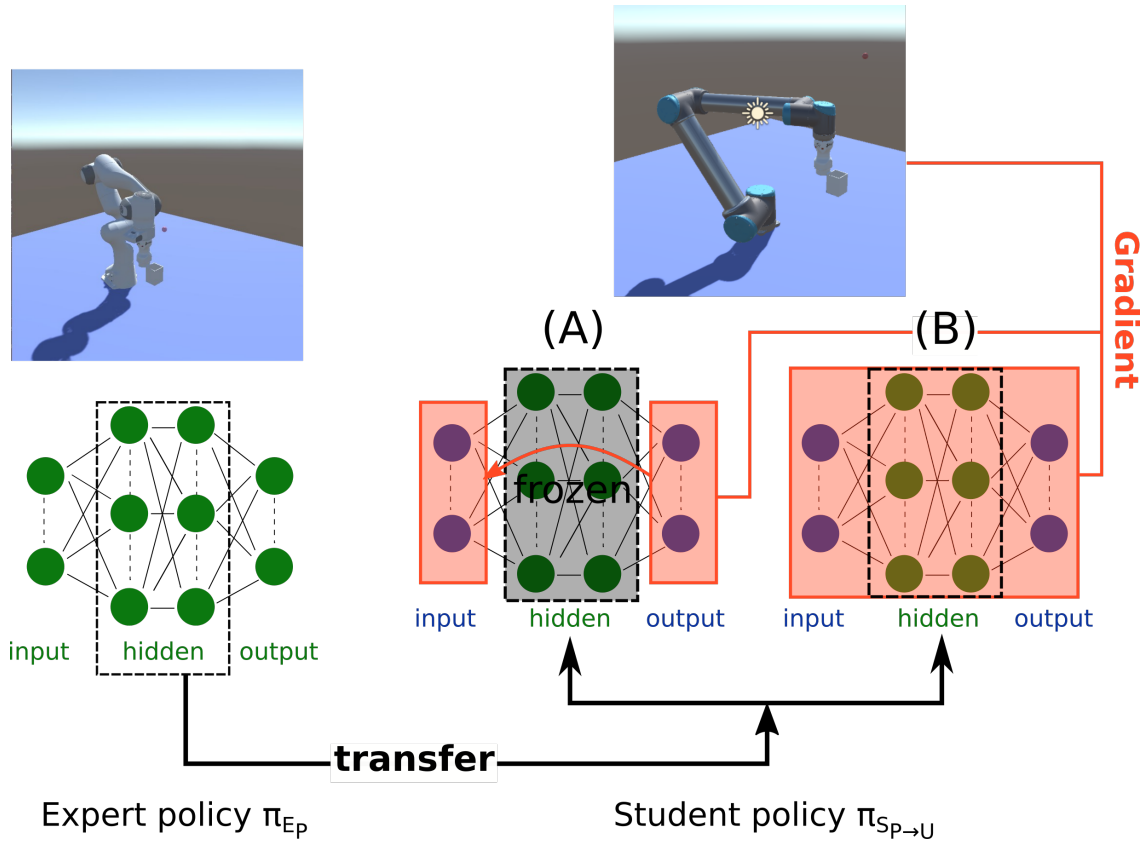 (A)
(B)
Gradient
frozen
input
hidden
output
input
hidden
output
input
hidden
output
transfer
Expert policy π_{E_P}
Student policy π_{S_{P→U}}